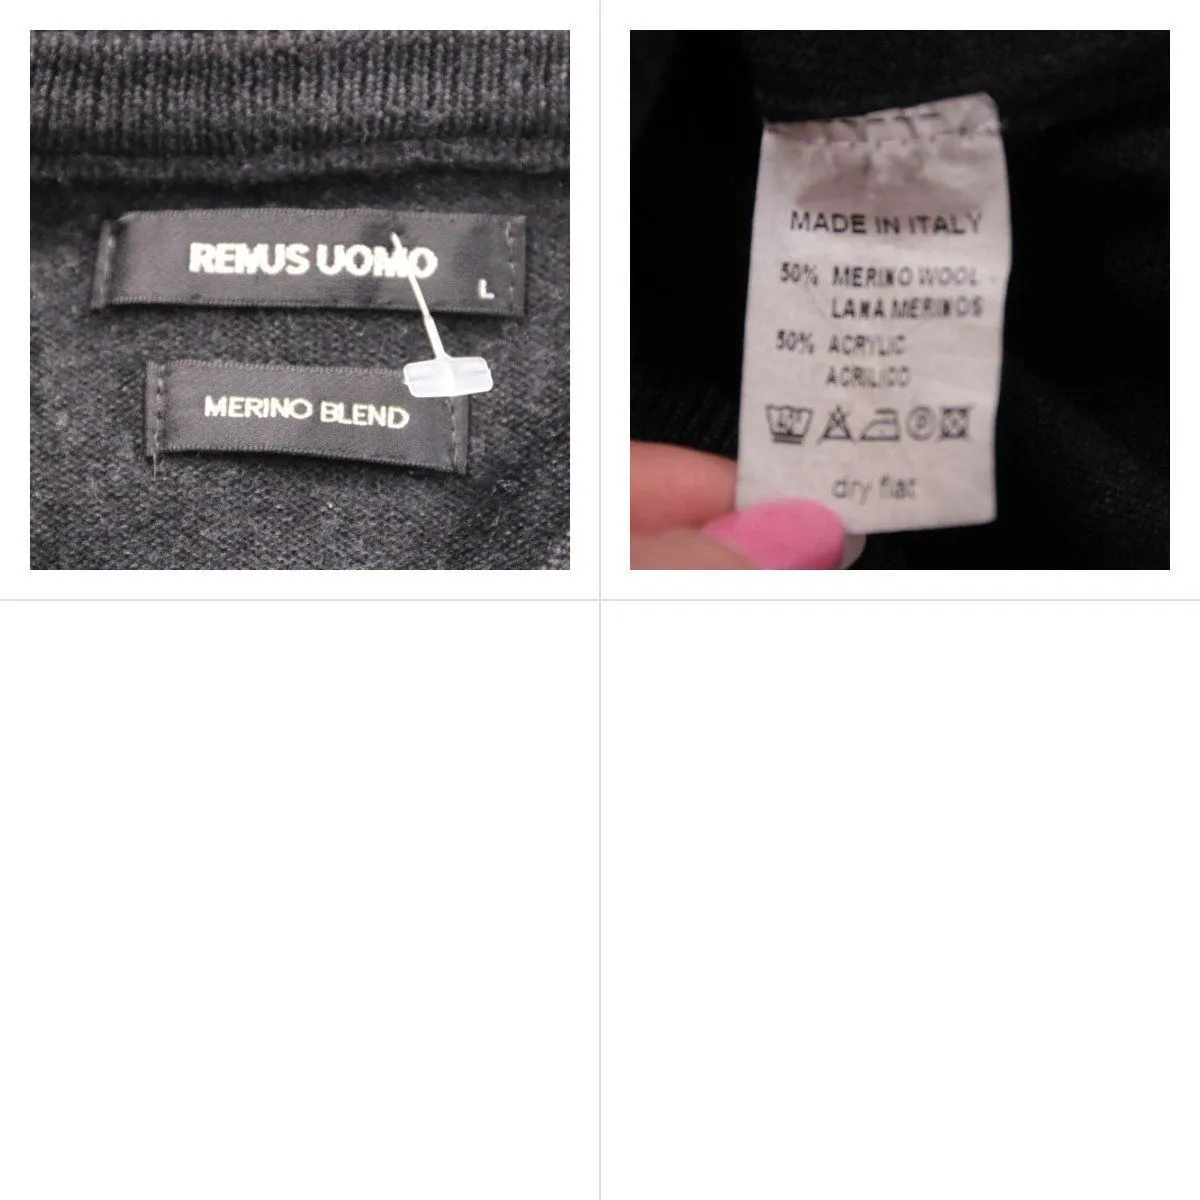 REMUS UOMO
L
MERINO BLEND
MADE IN ITALY
50% MERINO WOOL
LANA MERINOS
50% ACRYLIC
ACRILICO
dry flat